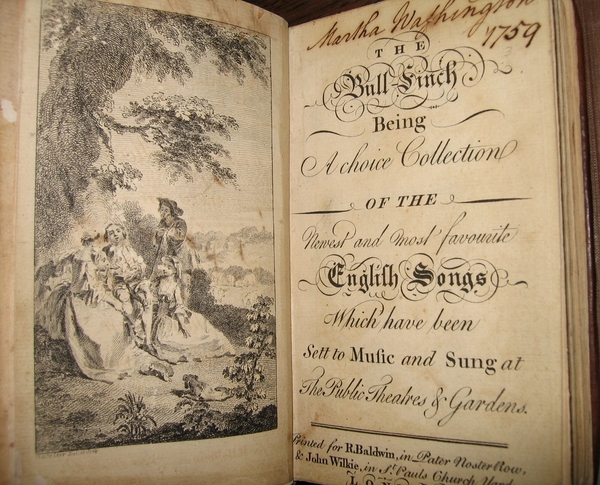 Martha Washington
1759
THE
Bull-Finch
Being
A choice Collection
OF THE
Newest and most favourite
Engliſh Songs
Which have been
Sett to Muſic and Sung at
The Public Theatres & Gardens.
Printed for R. Baldwin, in Pater Noster Row,
& John Wilkie, in St. Pauls Church Yard